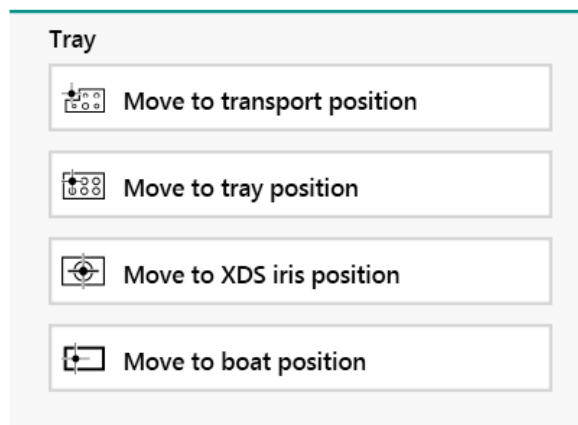 Tray
Move to transport position
Move to tray position
Move to XDS iris position
Move to boat position